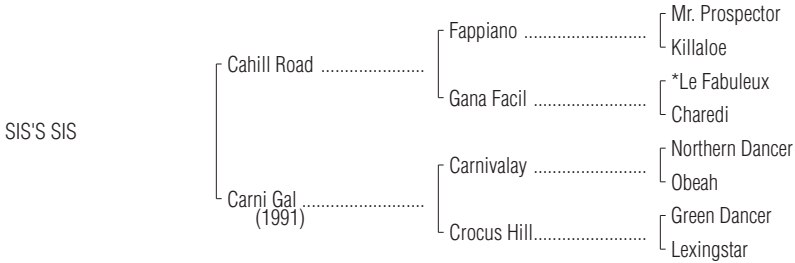 Mr. Prospector
Fappiano ..........................
Killaloe
Cahill Road ......................
*Le Fabuleux
Gana Facil ........................
Charedi
SIS'S SIS
Northern Dancer
Carnivalay ........................
Obeah
Carni Gal ..........................
(1991)
Green Dancer
Crocus Hill........................
Lexingstar